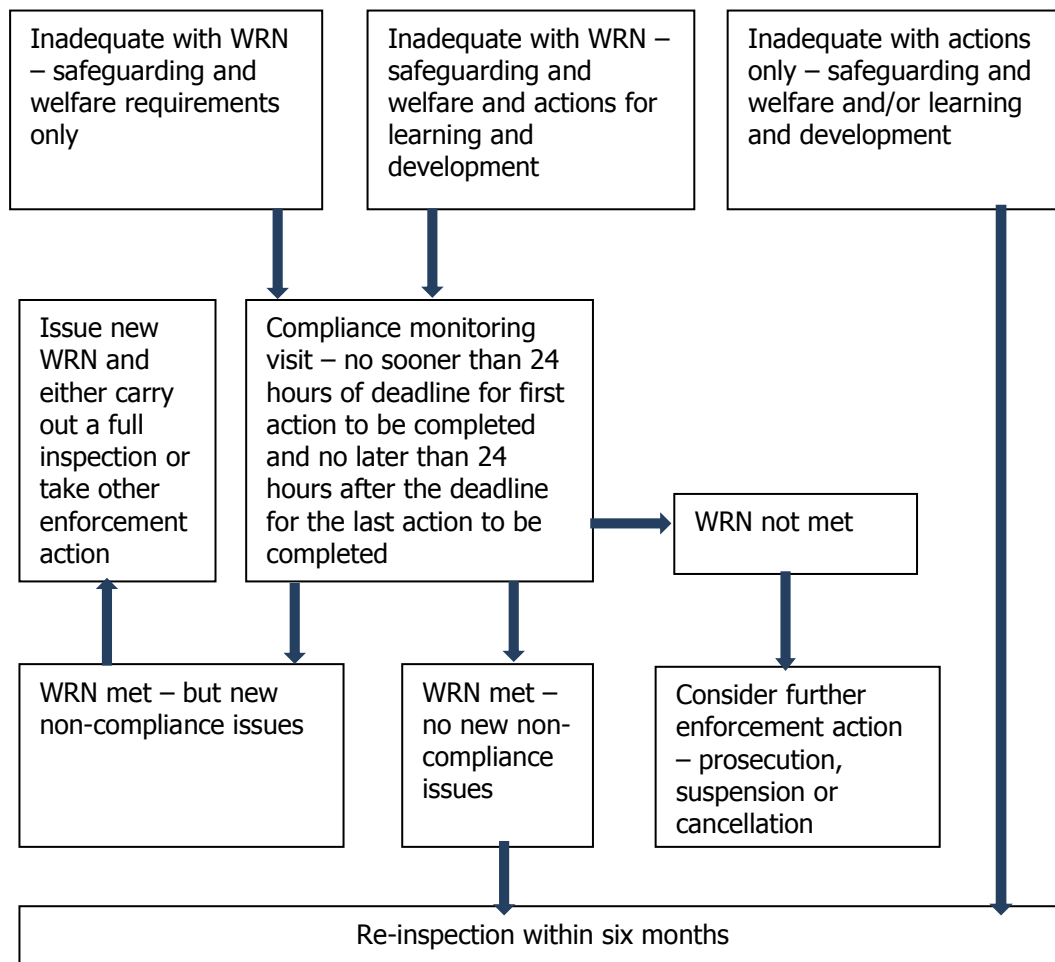 Inadequate with WRN
– safeguarding and
welfare requirements
only
Inadequate with WRN –
safeguarding and
welfare and actions for
learning and
development
Inadequate with actions
only – safeguarding and
welfare and/or learning
and development
Issue new
WRN and
either carry
out a full
inspection or
take other
enforcement
action
Compliance monitoring
visit – no sooner than 24
hours of deadline for first
action to be completed
and no later than 24
hours after the deadline
for the last action to be
completed
WRN not met
WRN met – but new
non-compliance issues
WRN met –
no new non-
compliance
issues
Consider further
enforcement action
– prosecution,
suspension or
cancellation
Re-inspection within six months